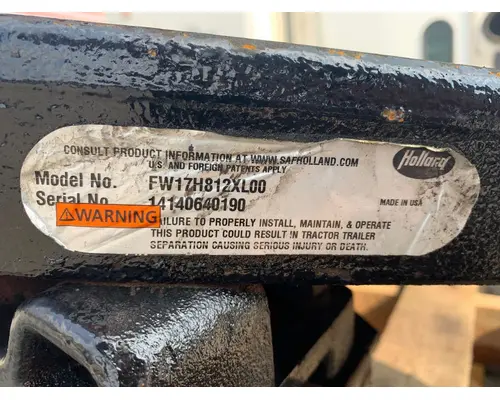 CONSULT PRODUCT INFORMATION AT WWW.SAFHOLLAND.COM
U.S. AND FOREIGN PATENTS APPLY
Holland
Model No. FW17H812XL00
Serial No. 14140640190
MADE IN USA
WARNING
FAILURE TO PROPERLY INSTALL, MAINTAIN, & OPERATE
THIS PRODUCT COULD RESULT IN TRACTOR TRAILER
SEPARATION CAUSING SERIOUS INJURY OR DEATH.